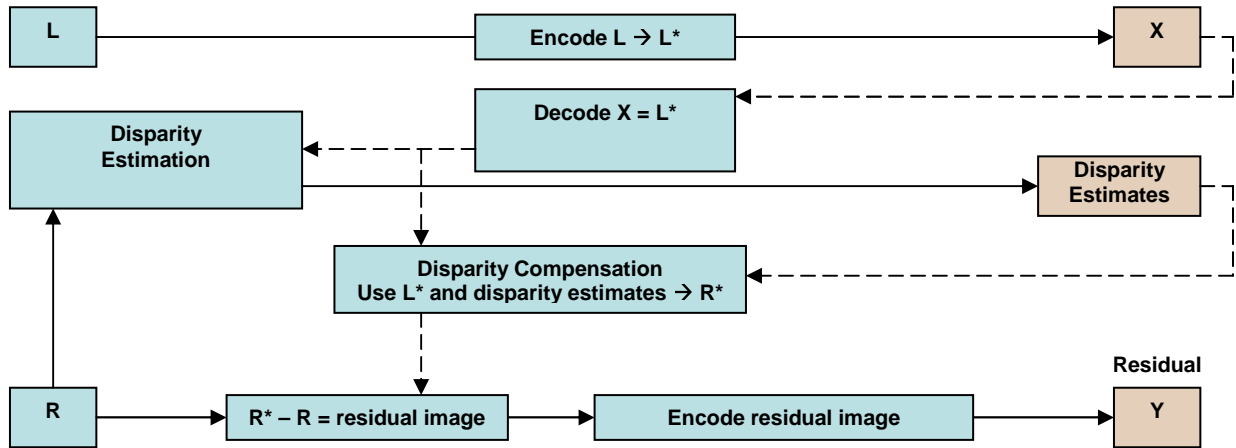 L
Encode L → L*
X
Decode X = L*
Disparity
Estimation
Disparity
Estimates
Disparity Compensation
Use L* and disparity estimates → R*
Residual
R
R* – R = residual image
Encode residual image
Y